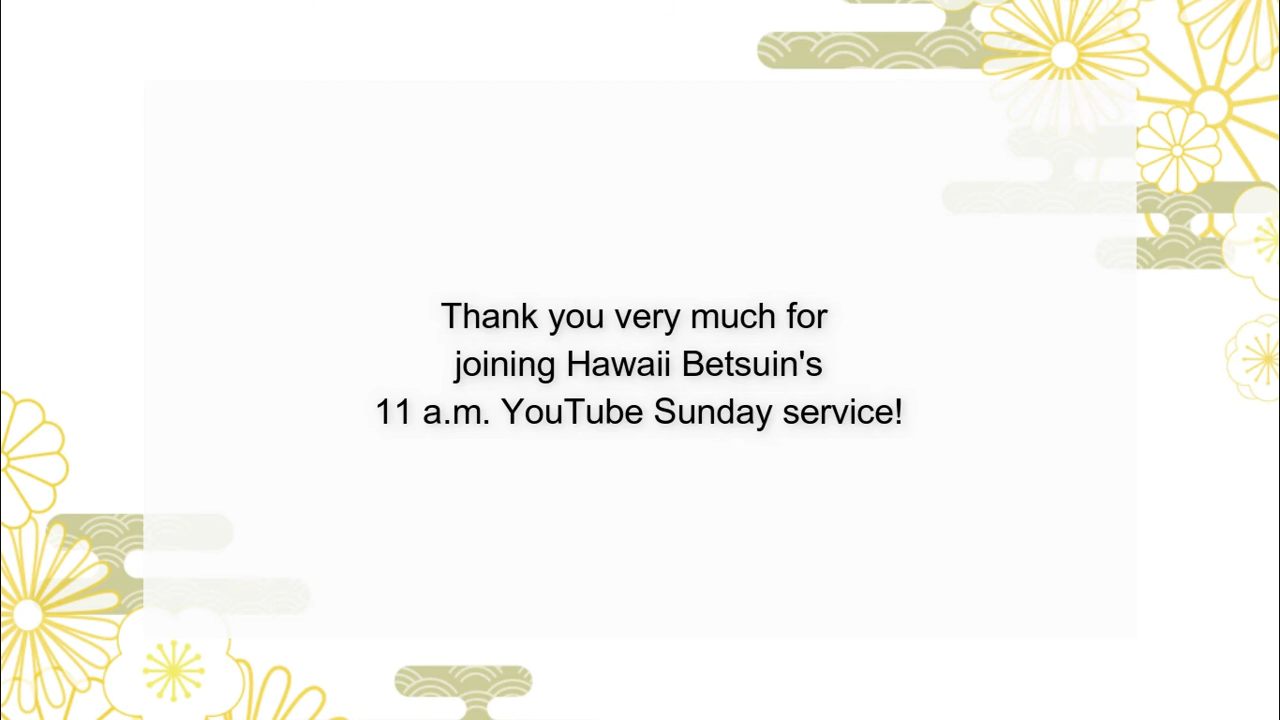 Thank you very much for
joining Hawaii Betsuin's
11 a.m. YouTube Sunday service!